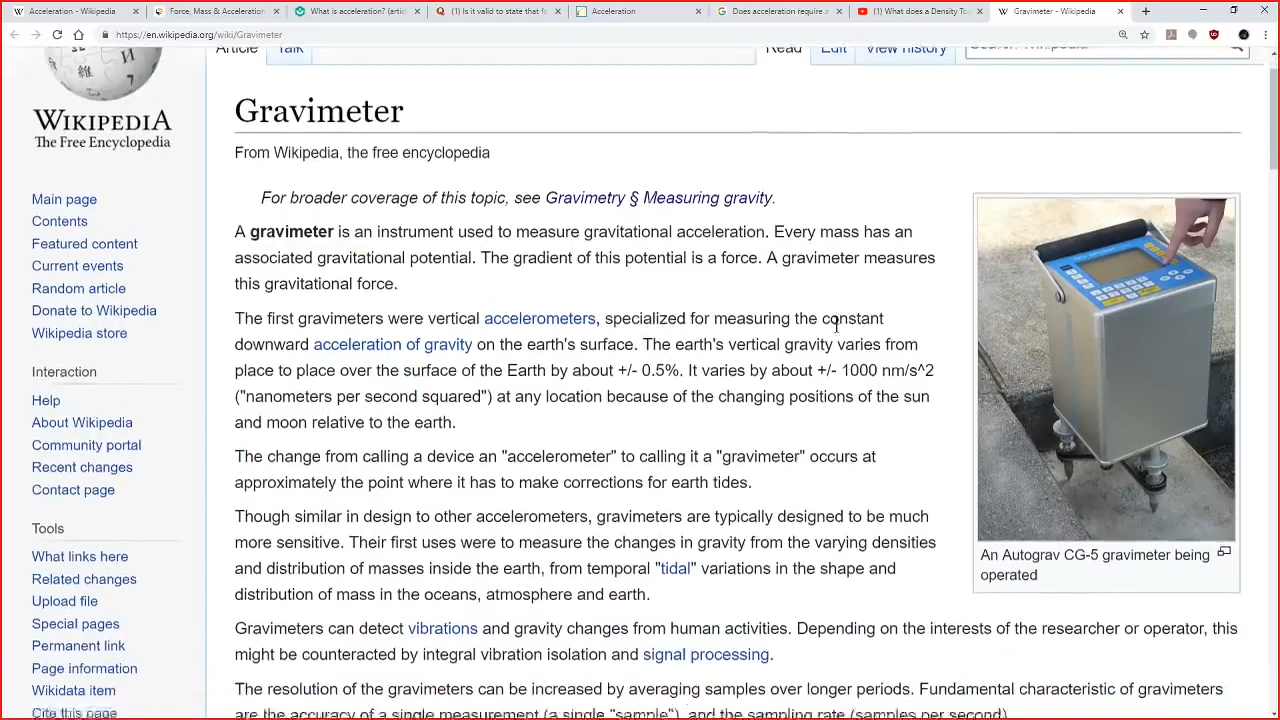 Acceleration - Wikipedia
Force, Mass & Acceleration
What is acceleration? (artic
(1) Is it valid to state that fo
Acceleration
Does acceleration require a
(1) What does a Density To
Gravimeter - Wikipedia
https://en.wikipedia.org/wiki/Gravimeter
Article Talk Read Edit View history
WIKIPEDIA
The Free Encyclopedia
Main page
Contents
Featured content
Current events
Random article
Donate to Wikipedia
Wikipedia store
Interaction
Help
About Wikipedia
Community portal
Recent changes
Contact page
Tools
What links here
Related changes
Upload file
Special pages
Permanent link
Page information
Wikidata item
Cite this page
Gravimeter
From Wikipedia, the free encyclopedia
For broader coverage of this topic, see Gravimetry § Measuring gravity.
A gravimeter is an instrument used to measure gravitational acceleration. Every mass has an
associated gravitational potential. The gradient of this potential is a force. A gravimeter measures
this gravitational force.
The first gravimeters were vertical accelerometers, specialized for measuring the constant
downward acceleration of gravity on the earth's surface. The earth's vertical gravity varies from
place to place over the surface of the Earth by about +/- 0.5%. It varies by about +/- 1000 nm/s^2
("nanometers per second squared") at any location because of the changing positions of the sun
and moon relative to the earth.
The change from calling a device an "accelerometer" to calling it a "gravimeter" occurs at
approximately the point where it has to make corrections for earth tides.
Though similar in design to other accelerometers, gravimeters are typically designed to be much
more sensitive. Their first uses were to measure the changes in gravity from the varying densities
and distribution of masses inside the earth, from temporal "tidal" variations in the shape and
distribution of mass in the oceans, atmosphere and earth.
Gravimeters can detect vibrations and gravity changes from human activities. Depending on the interests of the researcher or operator, this
might be counteracted by integral vibration isolation and signal processing.
The resolution of the gravimeters can be increased by averaging samples over longer periods. Fundamental characteristic of gravimeters
are the accuracy of a single measurement (a single "sample"), and the sampling rate (samples per second).
An Autograv CG-5 gravimeter being
operated